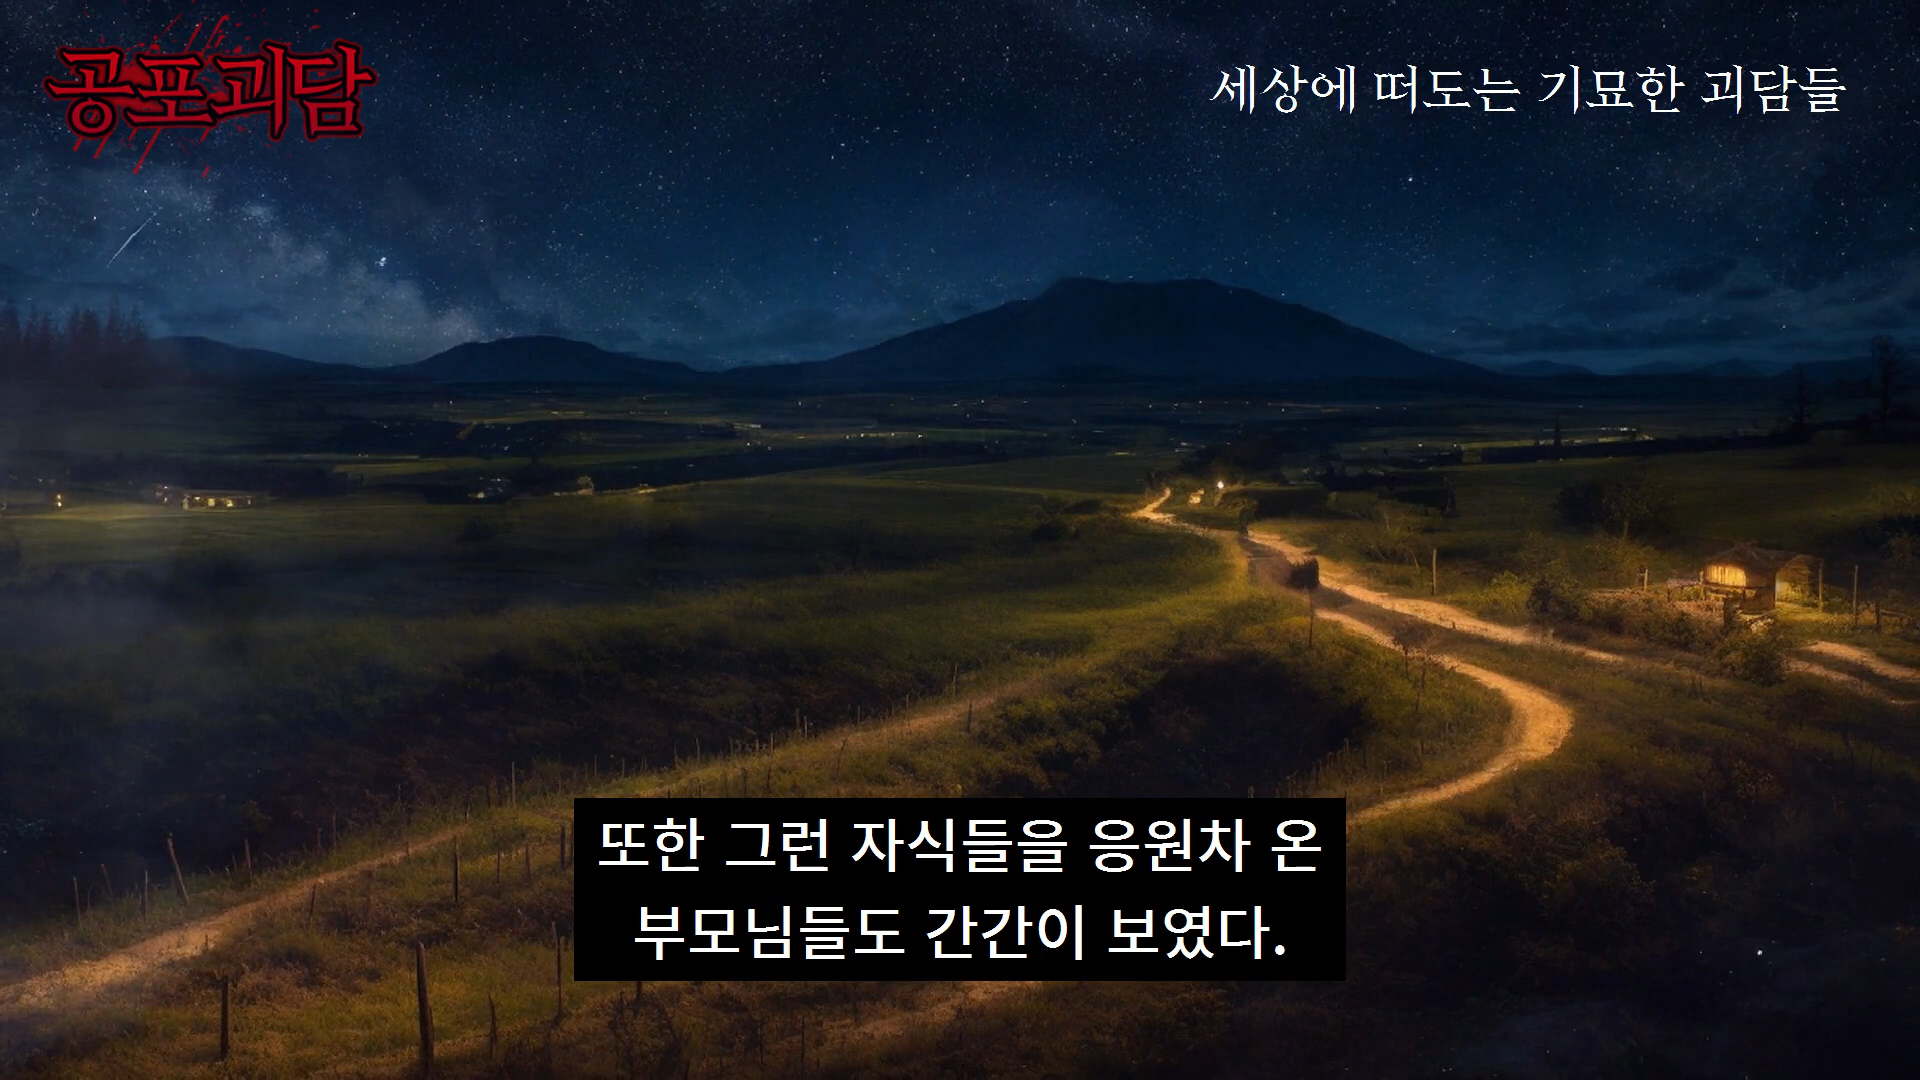 공포괴담
세상에 떠도는 기묘한 괴담들
또한 그런 자식들을 응원차 온
부모님들도 간간이 보였다.